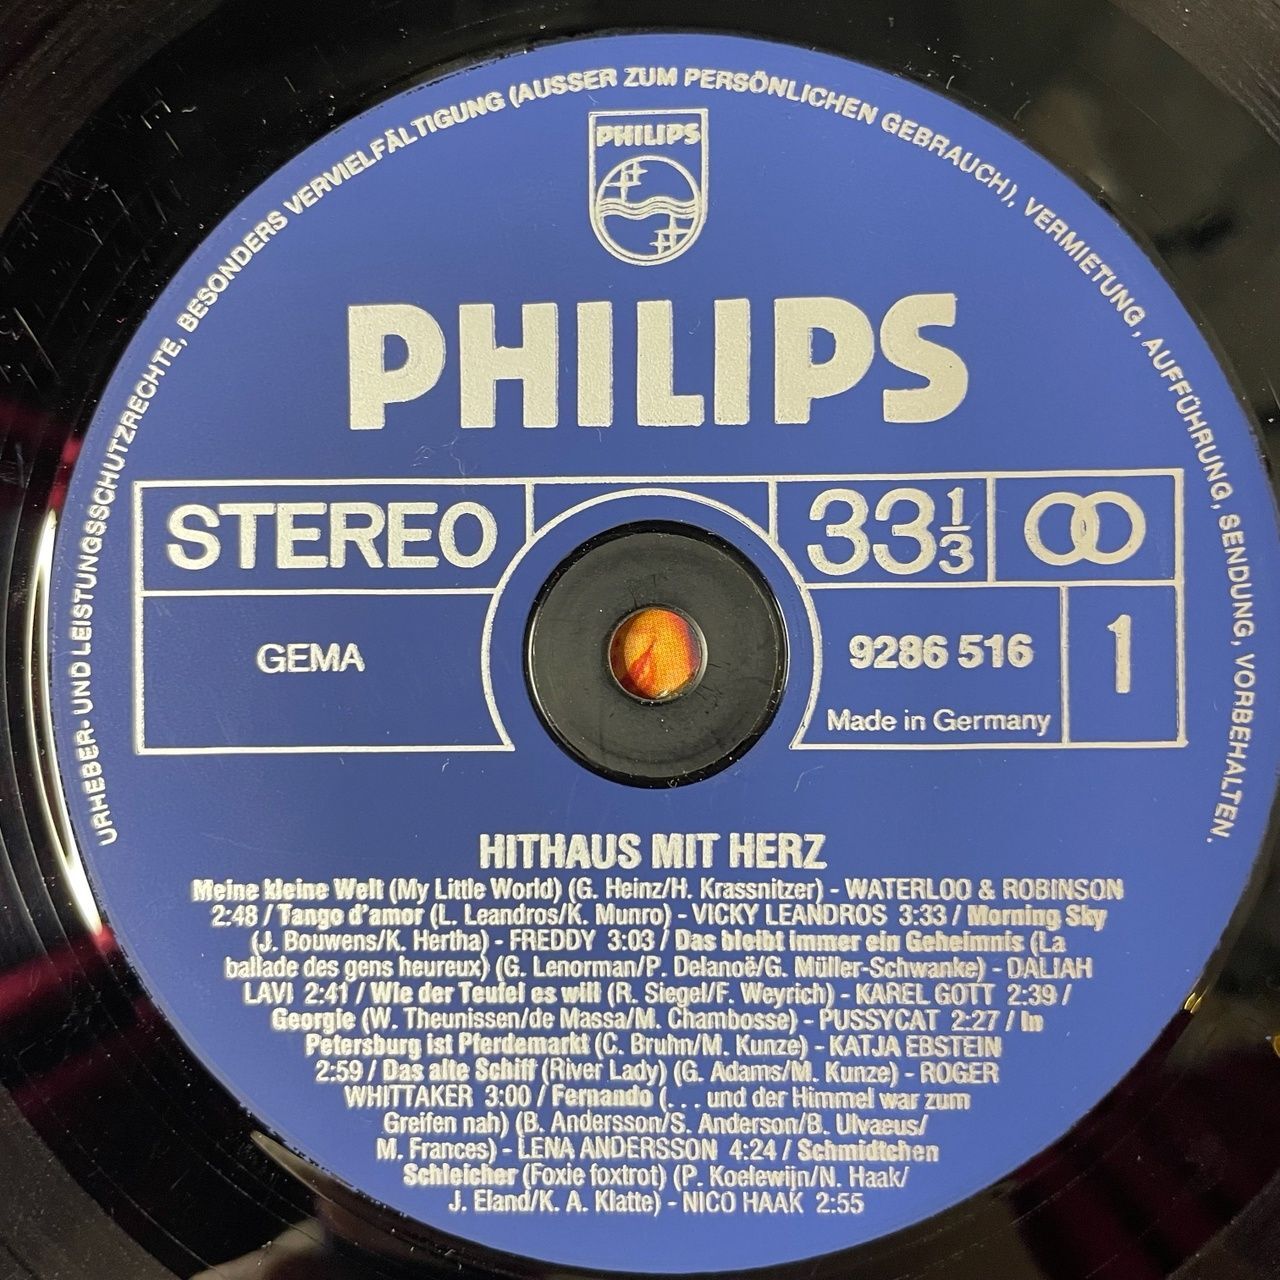 URHEBER- UND LEISTUNGSSCHUTZRECHTE, BESONDERS VERVIELFÄLTIGUNG (AUSSER ZUM PERSÖNLICHEN GEBRAUCH), VERMIETUNG, AUFFÜHRUNG, SENDUNG, VORBEHALTEN.
PHILIPS
PHILIPS
STEREO
33 1/3
GEMA
9286 516
1
Made in Germany
HITHAUS MIT HERZ
Meine kleine Welt (My Little World) (G. Heinz/H. Krassnitzer) - WATERLOO & ROBINSON
2:48 / Tango d'amor (L. Leandros/K. Munro) - VICKY LEANDROS 3:33 / Morning Sky
(J. Bouwens/K. Hertha) - FREDDY 3:03 / Das bleibt immer ein Geheimnis (La
ballade des gens heureux) (G. Lenorman/P. Delanoë/G. Müller-Schwanke) - DALIAH
LAVI 2:41 / Wie der Teufel es will (R. Siegel/F. Weyrich) - KAREL GOTT 2:39 /
Georgie (W. Theunissen/de Massa/M. Chambosse) - PUSSYCAT 2:27 / In
Petersburg ist Pferdemarkt (C. Bruhn/M. Kunze) - KATJA EBSTEIN
2:59 / Das alte Schiff (River Lady) (G. Adams/M. Kunze) - ROGER
WHITTAKER 3:00 / Fernando (. . . und der Himmel war zum
Greifen nah) (B. Andersson/S. Anderson/B. Ulvaeus/
M. Frances) - LENA ANDERSSON 4:24 / Schmidtchen
Schleicher (Foxie foxtrot) (P. Koelewijn/N. Haak/
J. Eland/K. A. Klatte) - NICO HAAK 2:55